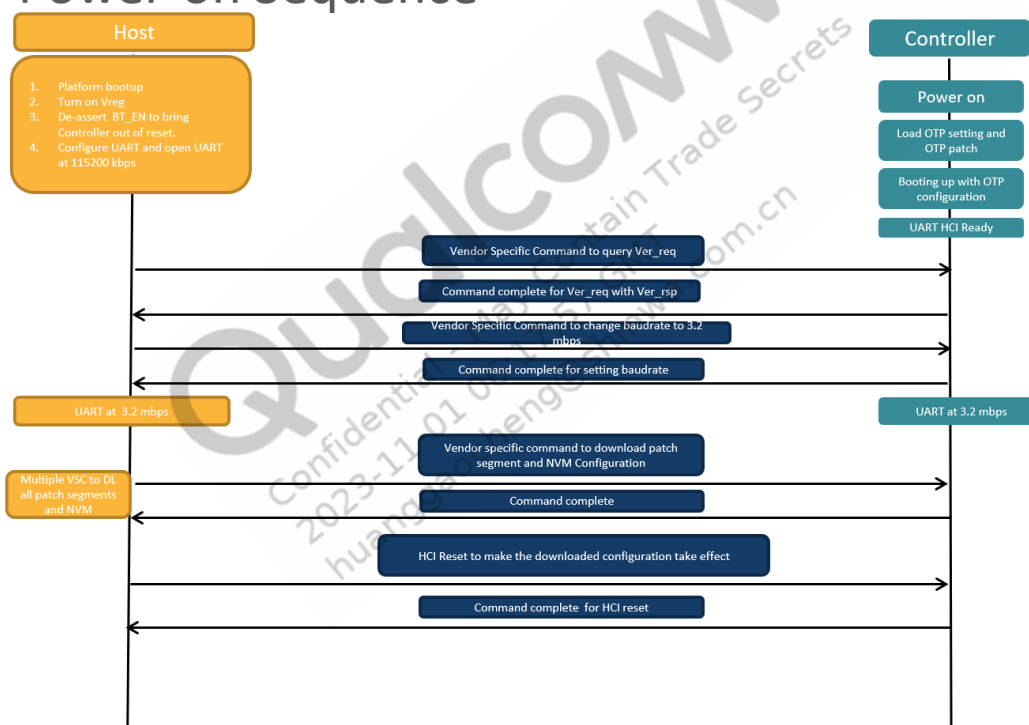 Power on Sequence
Host
Controller
1. Platform bootup
2. Turn on Vreg
3. De-assert BT_EN to bring
Controller out of reset.
4. Configure UART and open UART
at 115200 kbps
Power on
Load OTP setting and
OTP patch
Booting up with OTP
configuration
UART HCI Ready
Vendor Specific Command to query Ver_req
Command complete for Ver_req with Ver_rsp
Vendor Specific Command to change baudrate to 3.2
mbps
Command complete for setting baudrate
UART at 3.2 mbps
UART at 3.2 mbps
Vendor specific command to download patch
segment and NVM Configuration
Multiple VSC to DL
all patch segments
and NVM
Command complete
HCI Reset to make the downloaded configuration take effect
Command complete for HCI reset
Qualcom
Confidential - May Contain Trade Secrets
2023-11-01